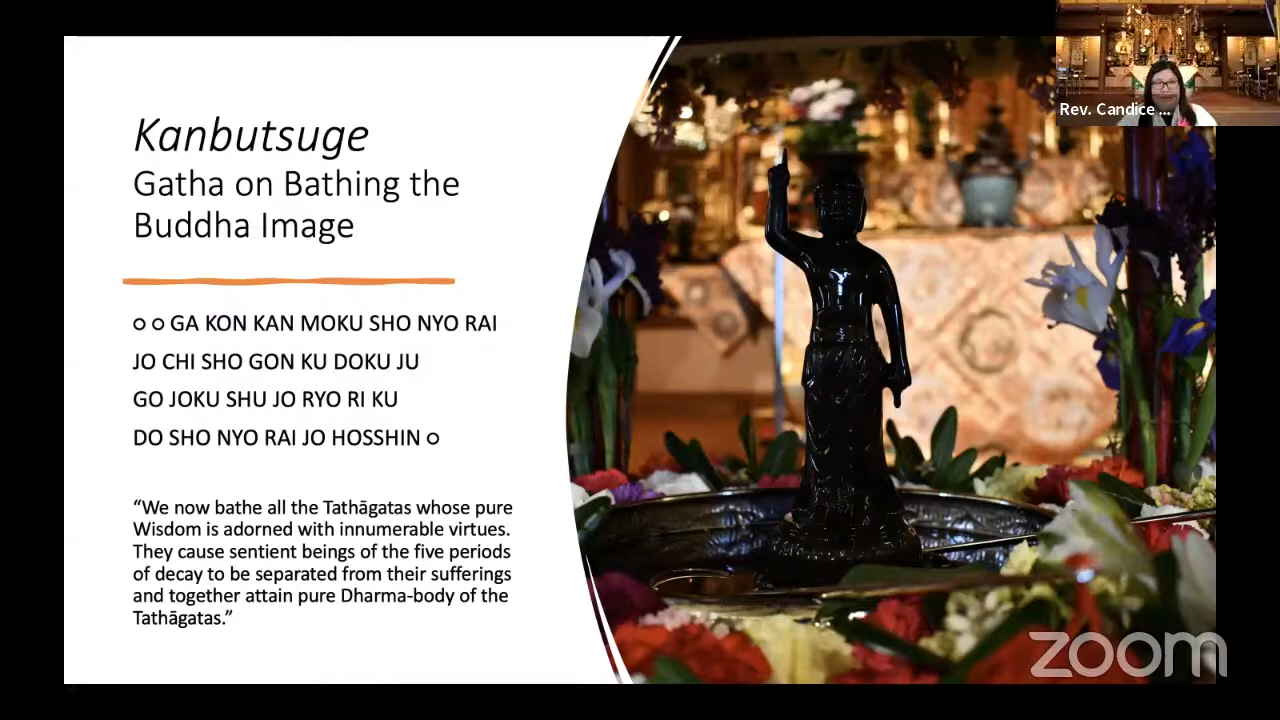 Rev. Candice ...
Kanbutsuge
Gatha on Bathing the
Buddha Image
o o GA KON KAN MOKU SHO NYO RAI
JO CHI SHO GON KU DOKU JU
GO JOKU SHU JO RYO RI KU
DO SHO NYO RAI JO HOSSHIN o
“We now bathe all the Tathāgatas whose pure
Wisdom is adorned with innumerable virtues.
They cause sentient beings of the five periods
of decay to be separated from their sufferings
and together attain pure Dharma-body of the
Tathāgatas.”
zoom